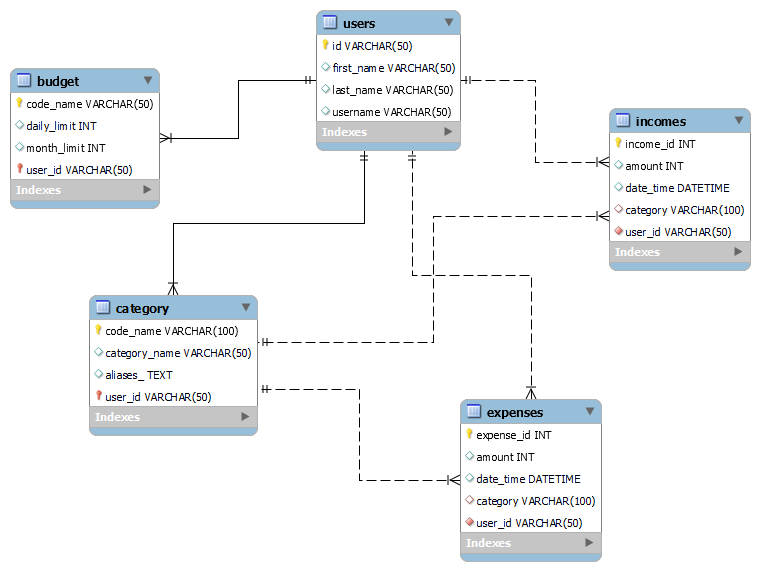 users
id VARCHAR(50)
first_name VARCHAR(50)
last_name VARCHAR(50)
username VARCHAR(50)
Indexes
budget
code_name VARCHAR(50)
daily_limit INT
month_limit INT
user_id VARCHAR(50)
Indexes
incomes
income_id INT
amount INT
date_time DATETIME
category VARCHAR(100)
user_id VARCHAR(50)
Indexes
category
code_name VARCHAR(100)
category_name VARCHAR(50)
aliases_ TEXT
user_id VARCHAR(50)
Indexes
expenses
expense_id INT
amount INT
date_time DATETIME
category VARCHAR(100)
user_id VARCHAR(50)
Indexes